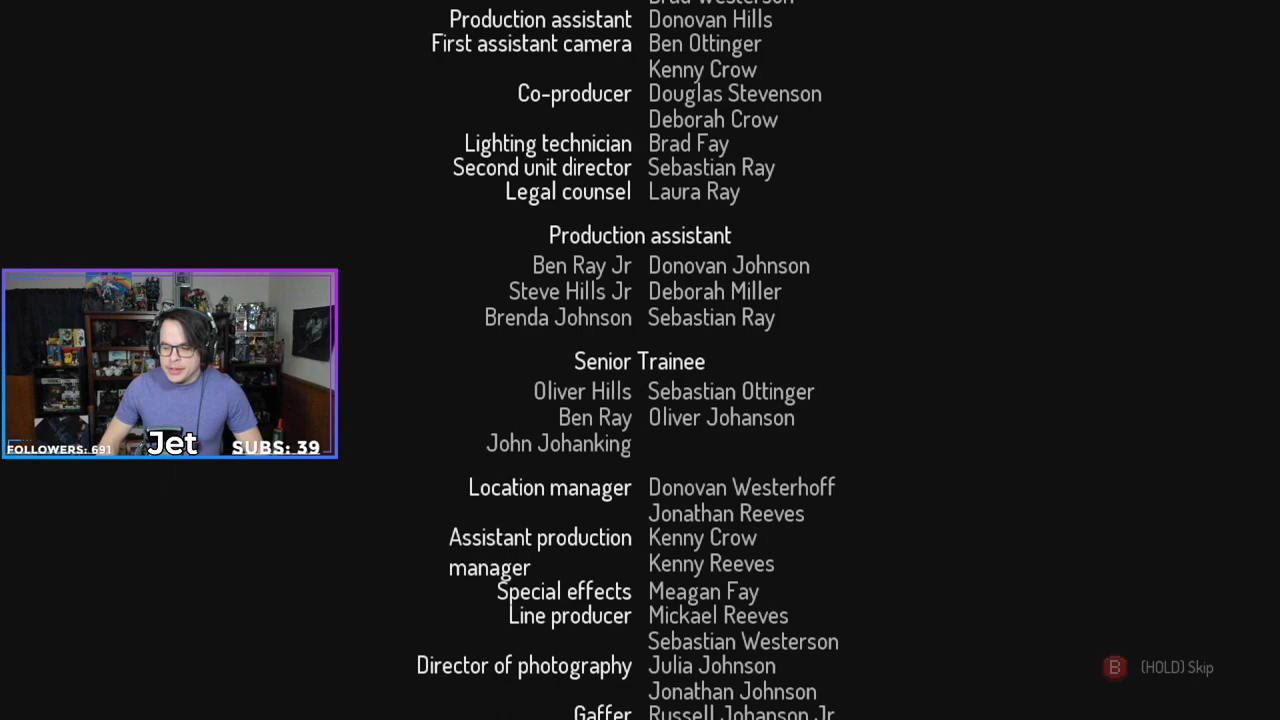 Production assistant Donovan Hills
First assistant camera Ben Ottinger
Kenny Crow
Co-producer Douglas Stevenson
Deborah Crow
Lighting technician Brad Fay
Second unit director Sebastian Ray
Legal counsel Laura Ray
Production assistant
Ben Ray Jr Donovan Johnson
Steve Hills Jr Deborah Miller
Brenda Johnson Sebastian Ray
Senior Trainee
Oliver Hills Sebastian Ottinger
Ben Ray Oliver Johanson
John Johanking
Location manager Donovan Westerhoff
Jonathan Reeves
Assistant production Kenny Crow
manager Kenny Reeves
Special effects Meagan Fay
Line producer Mickael Reeves
Sebastian Westerson
Director of photography Julia Johnson
Jonathan Johnson
Gaffer Russell Johanson Jr
FOLLOWERS: 691
Jet
SUBS: 39
B (HOLD) Skip